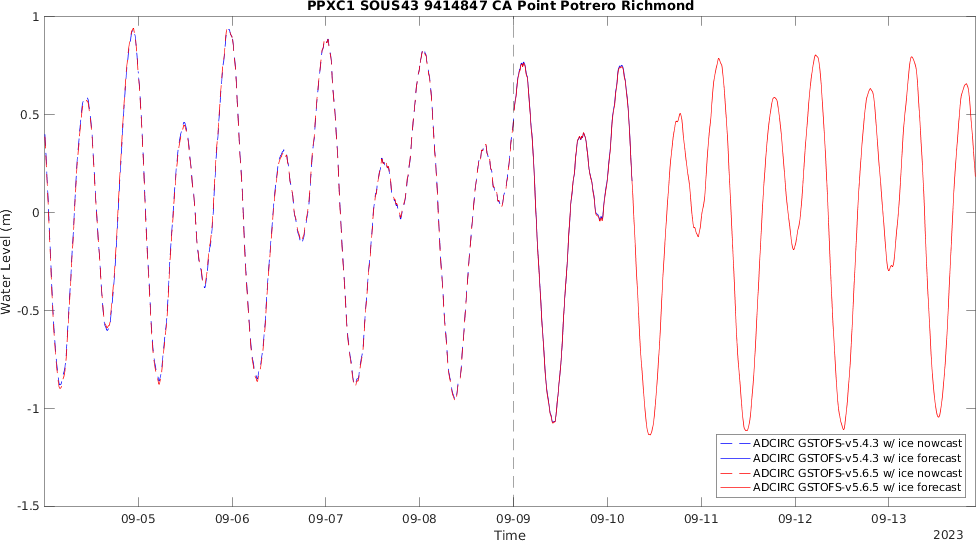 PPXC1 SOUS43 9414847 CA Point Potrero Richmond
1
0.5
0
-0.5
-1
-1.5
Water Level (m)
09-05 09-06 09-07 09-08 09-09 09-10 09-11 09-12 09-13
Time
2023
ADCIRC GSTOFS-v5.4.3 w/ ice nowcast
ADCIRC GSTOFS-v5.4.3 w/ ice forecast
ADCIRC GSTOFS-v5.6.5 w/ ice nowcast
ADCIRC GSTOFS-v5.6.5 w/ ice forecast